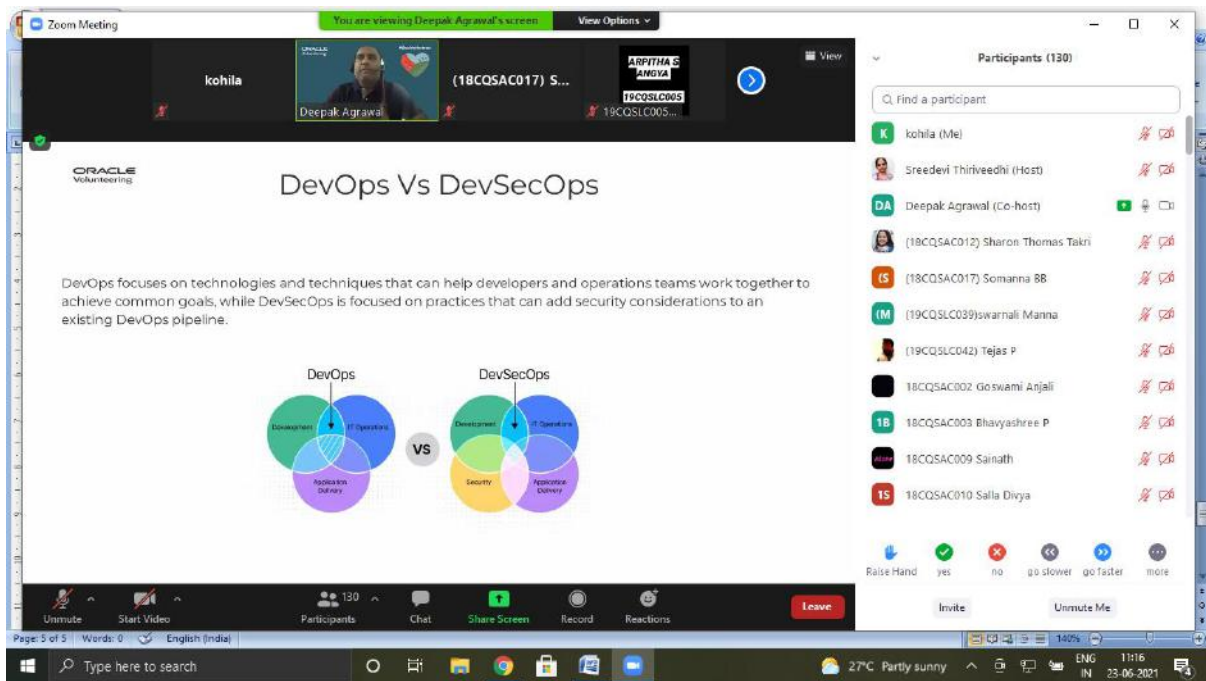 Zoom Meeting
You are viewing Deepak Agrawal's screen
View Options
kohila
ORACLE
Volunteering
Deepak Agrawal
(18CQSAC017) S...
ARPITHA S
ANGYA
19CQSLC005
19CQSLC005...
View
ORACLE
Volunteering
DevOps Vs DevSecOps
DevOps focuses on technologies and techniques that can help developers and operations teams work together to
achieve common goals, while DevSecOps is focused on practices that can add security considerations to an
existing DevOps pipeline.
DevOps
Development
IT Operations
Application
Delivery
VS
DevSecOps
Development
IT Operations
Security
Application
Delivery
Participants (130)
Find a participant
K kohila (Me)
Sreedevi Thiriveedhi (Host)
DA Deepak Agrawal (Co-host)
(18CQSAC012) Sharon Thomas Takri
(S (18CQSAC017) Somanna BB
(M (19CQSLC039)swarnali Manna
(19CQSLC042) Tejas P
18CQSAC002 Goswami Anjali
18 18CQSAC003 Bhavyashree P
18CQSAC009 Sainath
1S 18CQSAC010 Salla Divya
Raise Hand yes no go slower go faster more
Invite Unmute Me
Unmute Start Video Participants 130 Chat Share Screen Record Reactions Leave
Page: 5 of 5 Words: 0 English (India) 140%
Type here to search
27°C Partly sunny
ENG
IN
11:16
23-06-2021
4